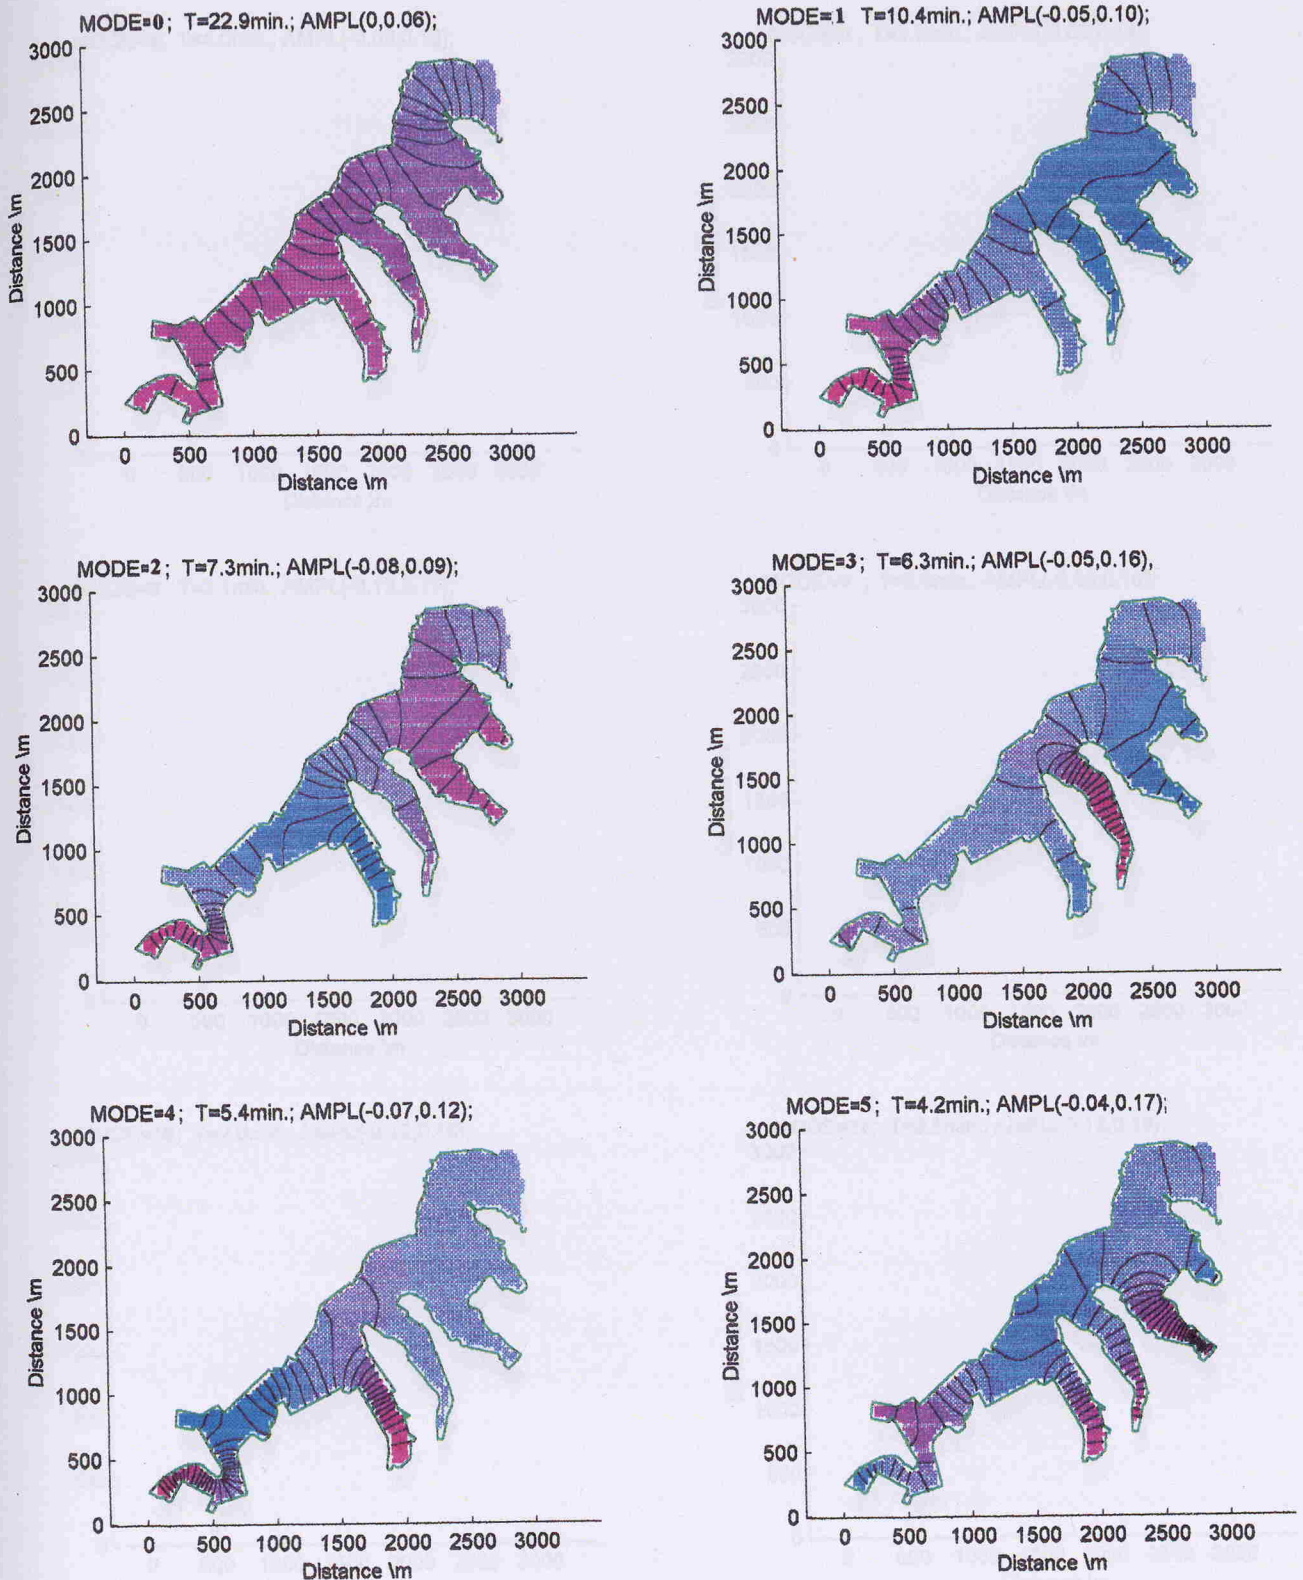 MODE=0; T=22.9min.; AMPL(0,0.06);
3000
2500
2000
1500
1000
500
0
Distance \m
0 500 1000 1500 2000 2500 3000
Distance \m
MODE=1 T=10.4min.; AMPL(-0.05,0.10);
3000
2500
2000
1500
1000
500
0
Distance \m
0 500 1000 1500 2000 2500 3000
Distance \m
MODE=2; T=7.3min.; AMPL(-0.08,0.09);
3000
2500
2000
1500
1000
500
0
Distance \m
0 500 1000 1500 2000 2500 3000
Distance \m
MODE=3; T=6.3min.; AMPL(-0.05,0.16),
3000
2500
2000
1500
1000
500
0
Distance \m
0 500 1000 1500 2000 2500 3000
Distance \m
MODE=4; T=5.4min.; AMPL(-0.07,0.12);
3000
2500
2000
1500
1000
500
0
Distance \m
0 500 1000 1500 2000 2500 3000
Distance \m
MODE=5; T=4.2min.; AMPL(-0.04,0.17);
3000
2500
2000
1500
1000
500
0
Distance \m
0 500 1000 1500 2000 2500 3000
Distance \m